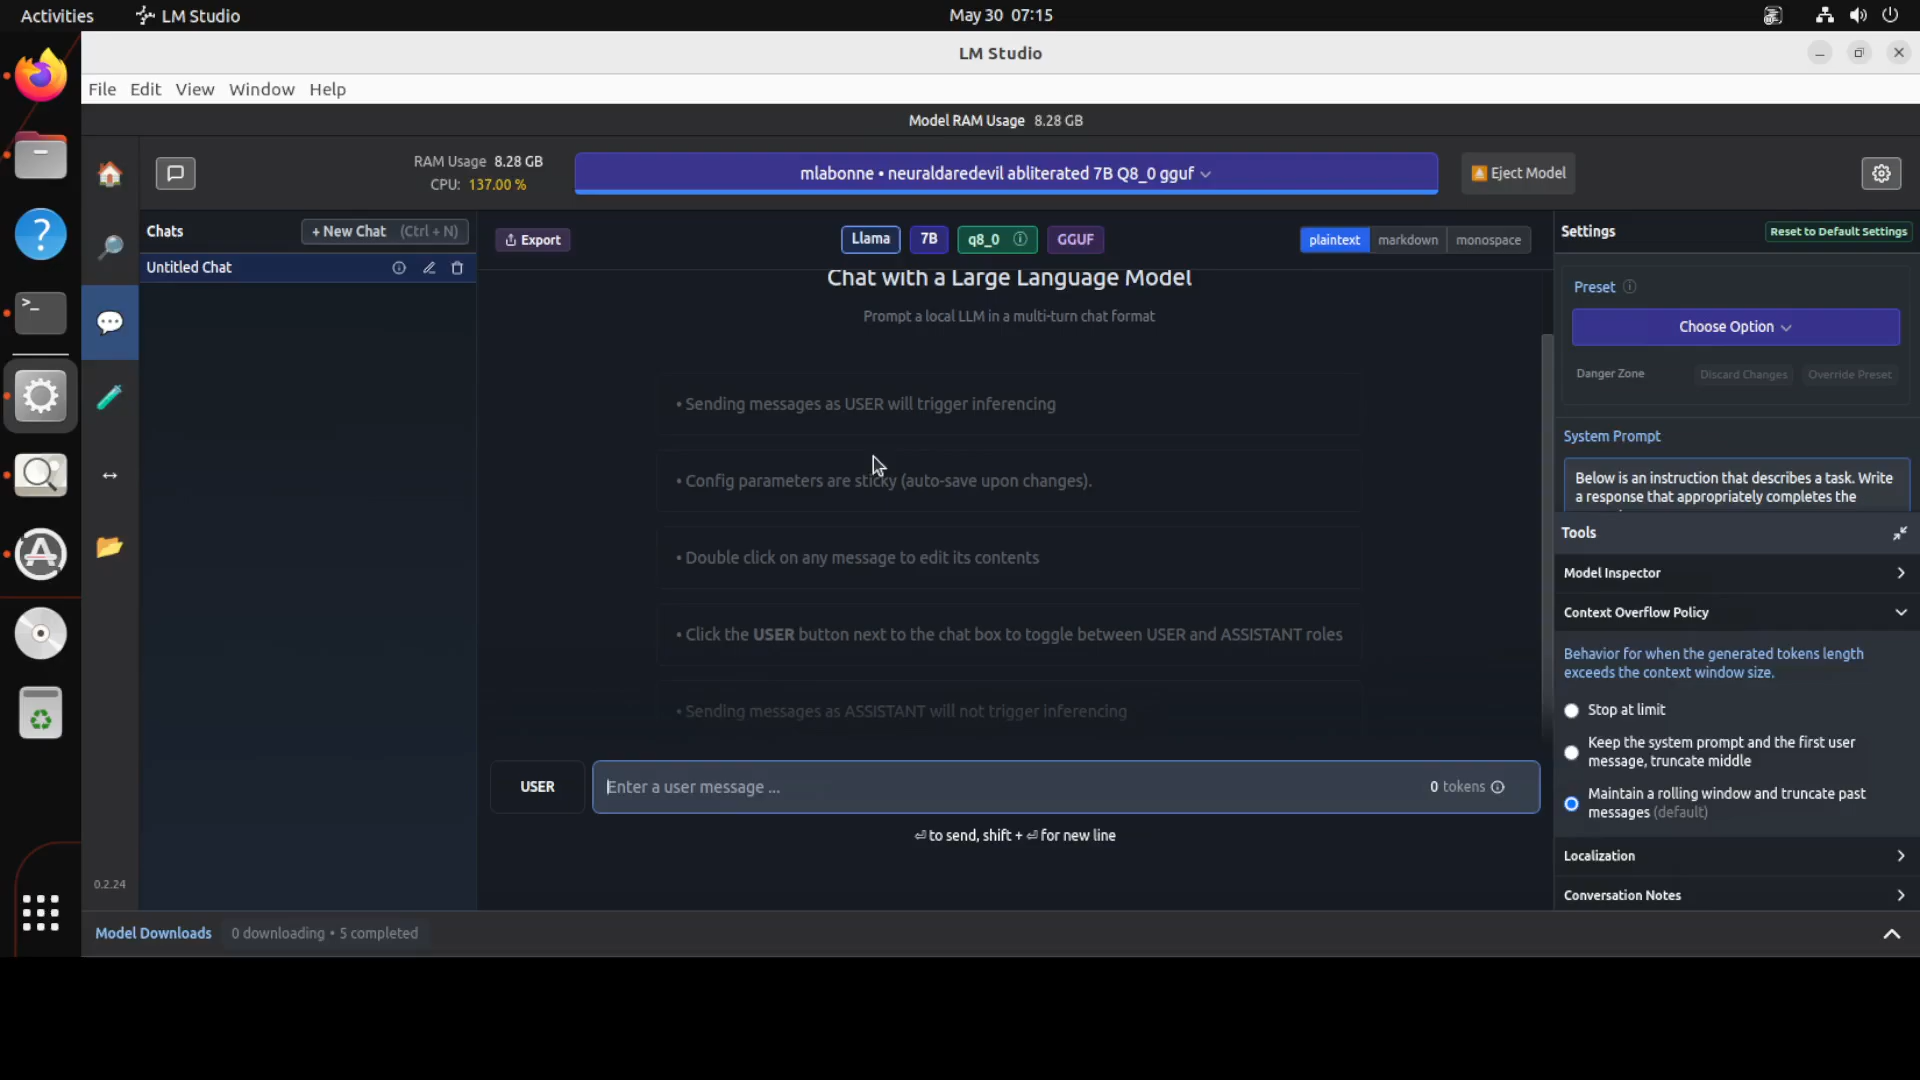 Activities
LM Studio
May 30 07:15
LM Studio
File Edit View Window Help
Model RAM Usage 8.28 GB
RAM Usage 8.28 GB
CPU: 137.00 %
mlabonne • neuraldaredevil abliterated 7B Q8_0 gguf
Eject Model
Chats
+ New Chat (Ctrl + N)
Untitled Chat
Export
Llama
7B
q8_0
GGUF
plaintext
markdown
monospace
Chat with a Large Language Model
Prompt a local LLM in a multi-turn chat format
• Sending messages as USER will trigger inferencing
• Config parameters are sticky (auto-save upon changes).
• Double click on any message to edit its contents
• Click the USER button next to the chat box to toggle between USER and ASSISTANT roles
• Sending messages as ASSISTANT will not trigger inferencing
USER
Enter a user message ...
0 tokens
⏎ to send, shift + ⏎ for new line
Settings
Reset to Default Settings
Preset
Choose Option
Danger Zone
Discard Changes
Override Preset
System Prompt
Below is an instruction that describes a task. Write
a response that appropriately completes the
Tools
Model Inspector
Context Overflow Policy
Behavior for when the generated tokens length
exceeds the context window size.
Stop at limit
Keep the system prompt and the first user
message, truncate middle
Maintain a rolling window and truncate past
messages (default)
Localization
Conversation Notes
0.2.24
Model Downloads
0 downloading • 5 completed